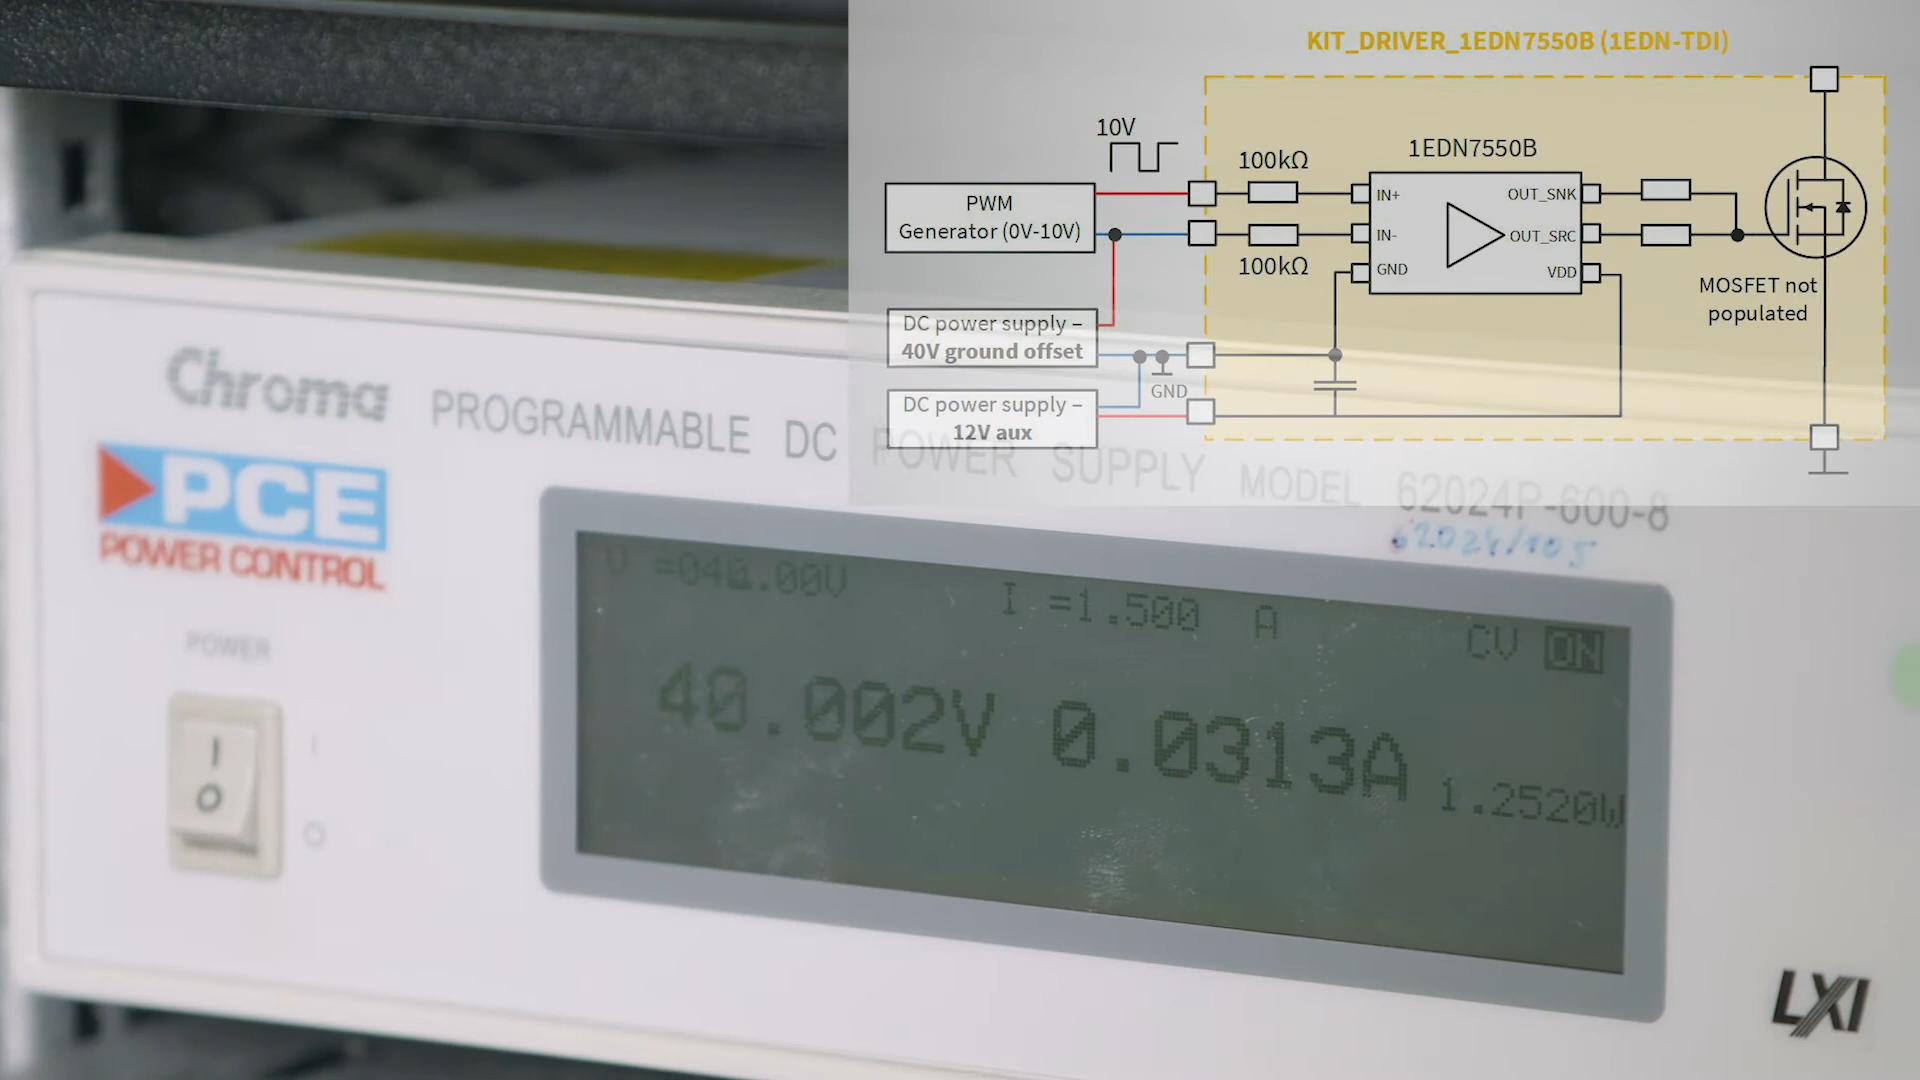 KIT_DRIVER_1EDN7550B (1EDN-TDI)
10V
100kΩ
1EDN7550B
PWM
Generator (0V-10V)
IN+
OUT_SNK
IN-
OUT_SRC
100kΩ
GND
VDD
MOSFET not
populated
DC power supply –
40V ground offset
GND
DC power supply –
12V aux
Chroma
PROGRAMMABLE DC POWER SUPPLY MODEL 62024P-600-8
62024/105
PCE
POWER CONTROL
POWER
I
O
I
O
V =040.00V
I =1.500 A
CV ON
40.002V 0.0313A
1.2520W
LXI